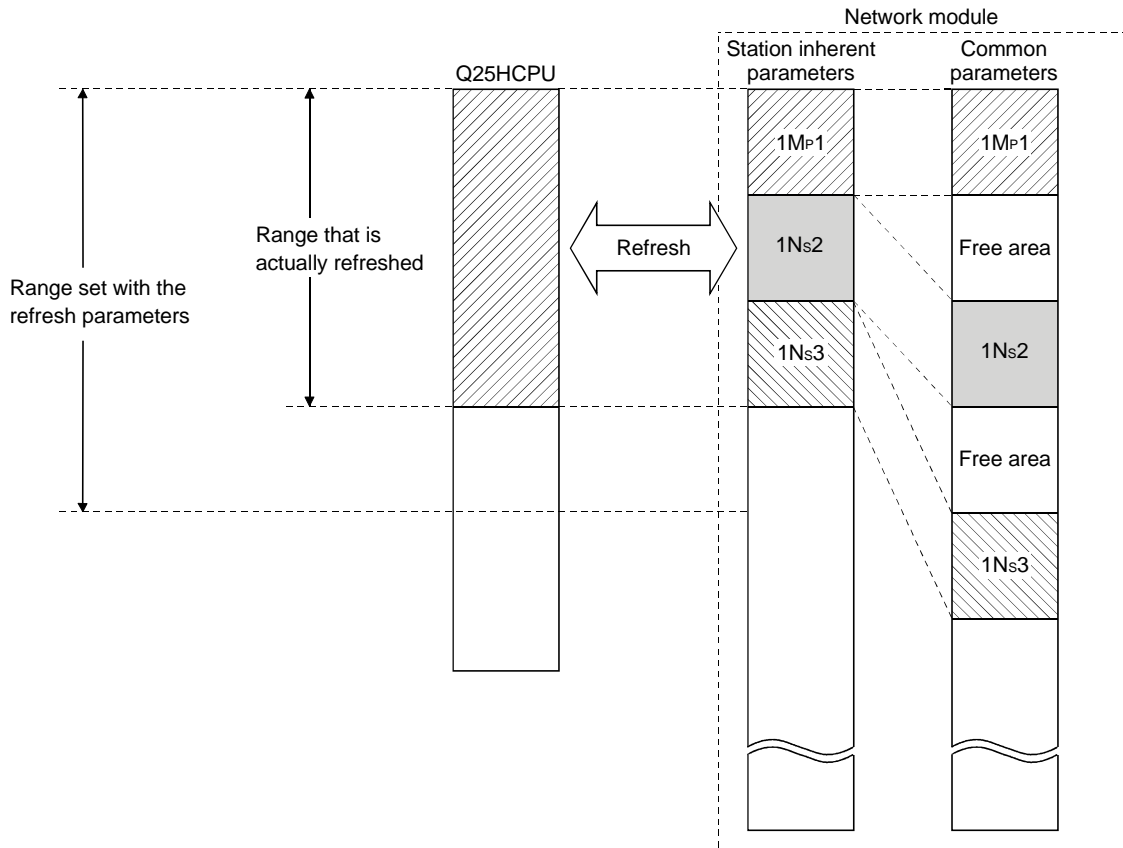 Network module
Station inherent
parameters
Common
parameters
Q25HCPU
1MP1
1MP1
Range that is
actually refreshed
Refresh
1NS2
Free area
Range set with the
refresh parameters
1NS3
1NS2
Free area
1NS3